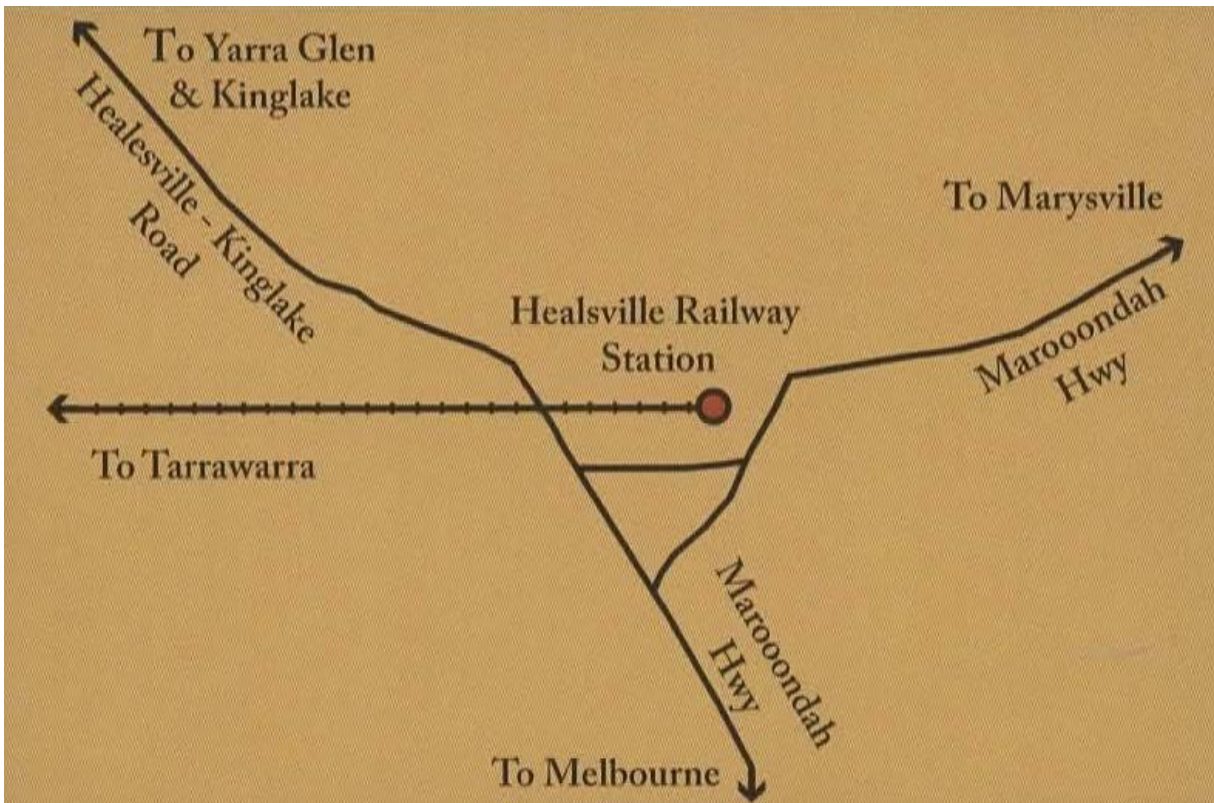 To Yarra Glen
& Kinglake
Healesville - Kinglake
Road
To Marysville
Marooondah
Hwy
Healsville Railway
Station
To Tarrawarra
Marooondah
Hwy
To Melbourne